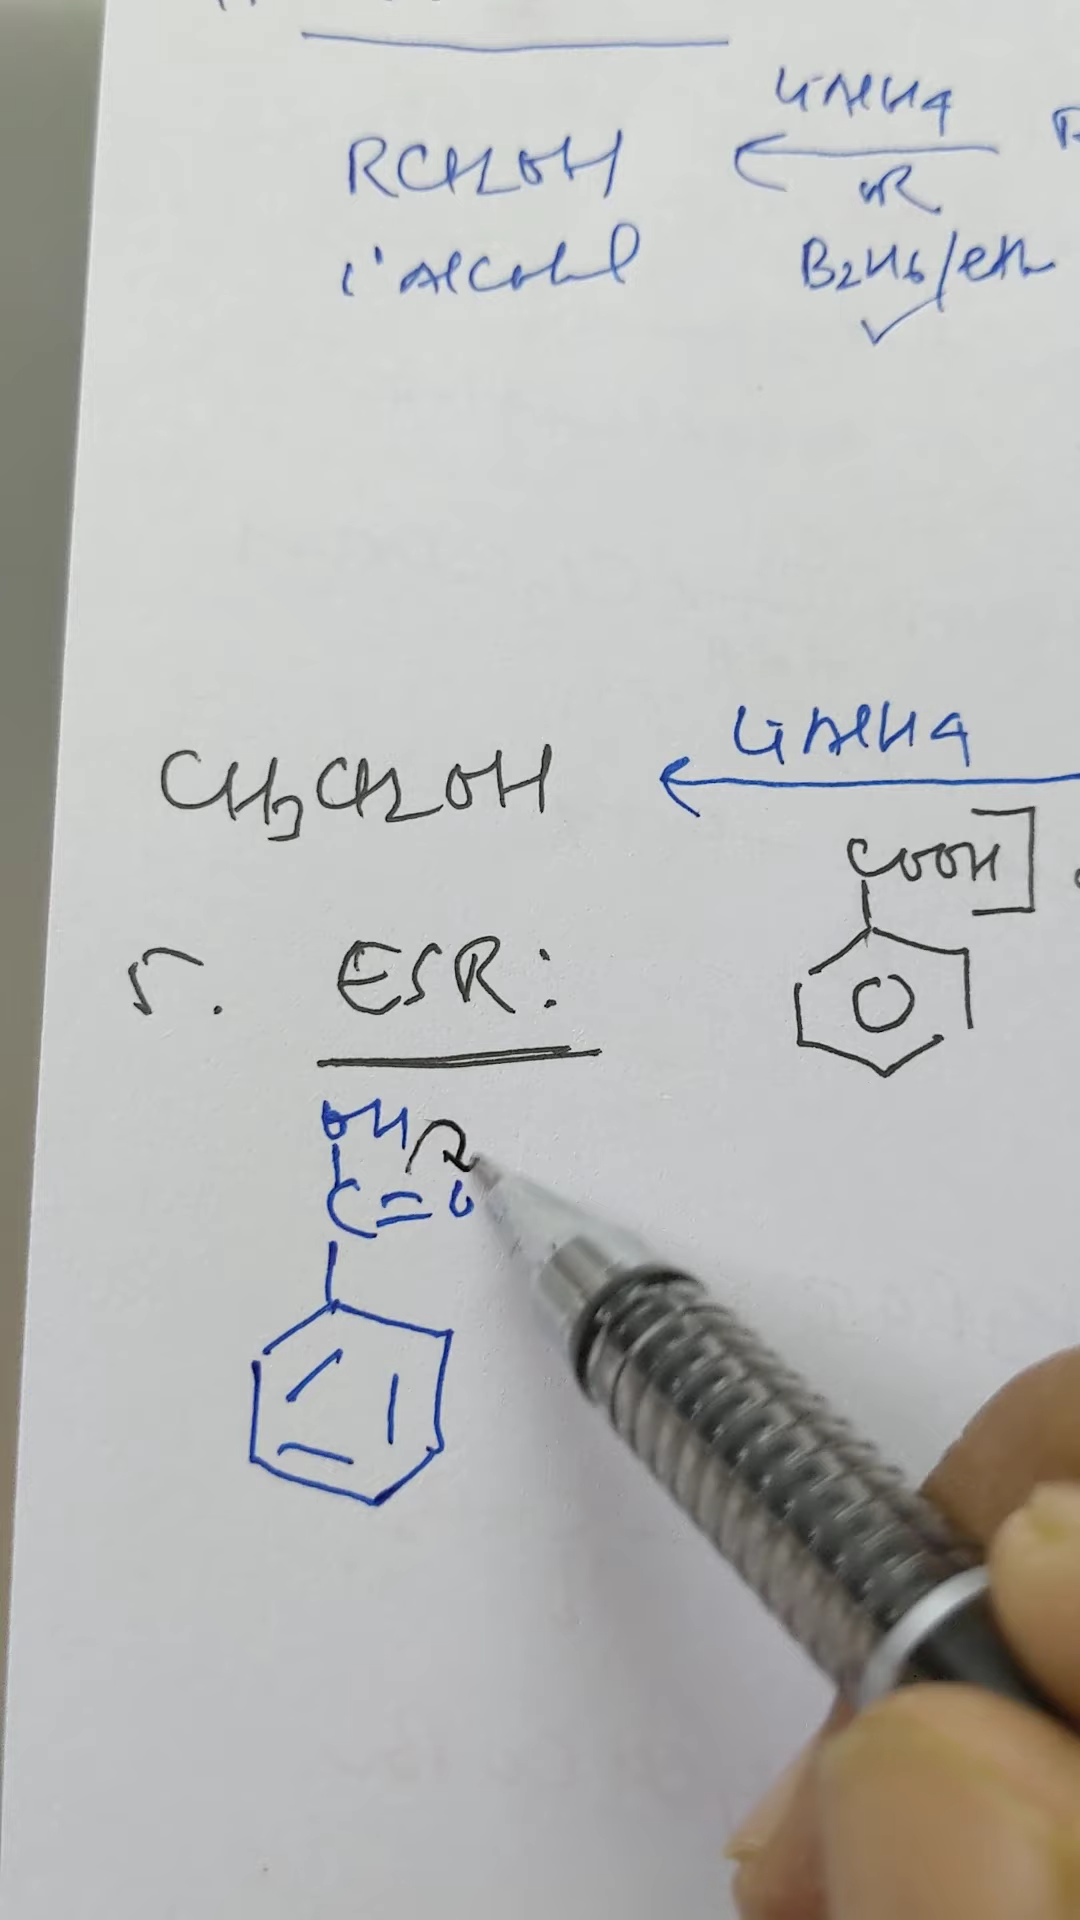 LiAlH4
RCH2OH
OR
1° Alcohol
B2H6/eth
LiAlH4
CH3CH2OH
COOH]
5. ESR:
OH
C=O